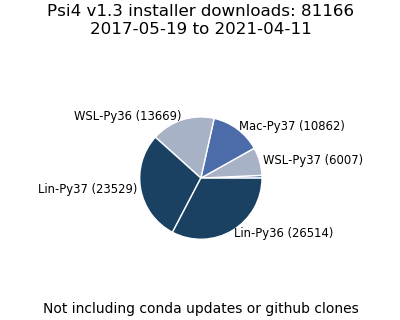 Psi4 v1.3 installer downloads: 81166
2017-05-19 to 2021-04-11
WSL-Py36 (13669)
Mac-Py37 (10862)
WSL-Py37 (6007)
Lin-Py37 (23529)
Lin-Py36 (26514)
Not including conda updates or github clones